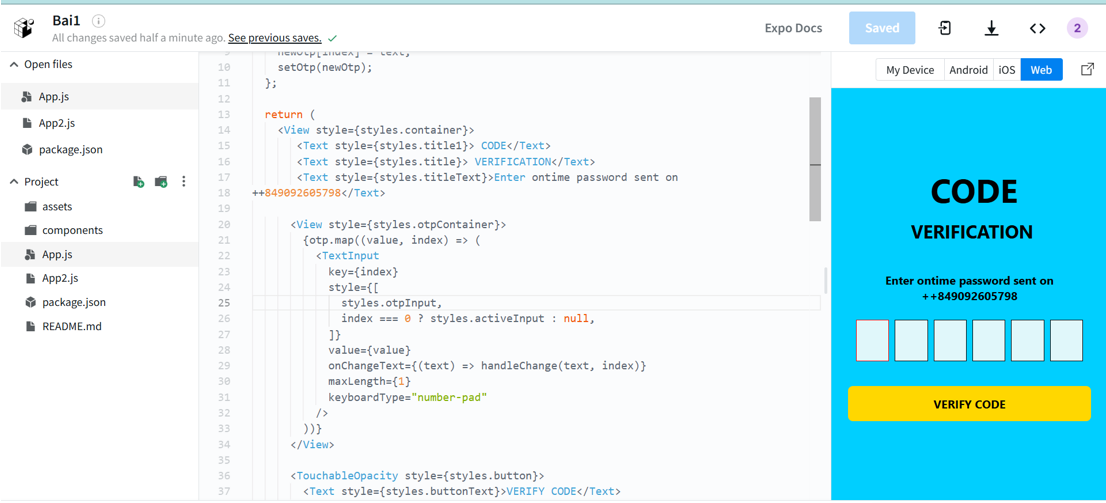 Bai1
All changes saved half a minute ago. See previous saves.
Expo Docs
Saved
2
Open files
App.js
App2.js
package.json
Project
assets
components
App.js
App2.js
package.json
README.md
9 newOtp[index] = text;
10 setOtp(newOtp);
11 };
12
13 return (
14 <View style={styles.container}>
15 <Text style={styles.title1}> CODE</Text>
16 <Text style={styles.title}> VERIFICATION</Text>
17 <Text style={styles.titleText}>Enter ontime password sent on
18 ++849092605798</Text>
19
20 <View style={styles.otpContainer}>
21 {otp.map((value, index) => (
22 <TextInput
23 key={index}
24 style={[
25 styles.otpInput,
26 index === 0 ? styles.activeInput : null,
27 ]}
28 value={value}
29 onChangeText={(text) => handleChange(text, index)}
30 maxLength={1}
31 keyboardType="number-pad"
32 />
33 ))}
34 </View>
35
36 <TouchableOpacity style={styles.button}>
37 <Text style={styles.buttonText}>VERIFY CODE</Text>
My Device
Android
iOS
Web
CODE
VERIFICATION
Enter ontime password sent on
++849092605798
VERIFY CODE